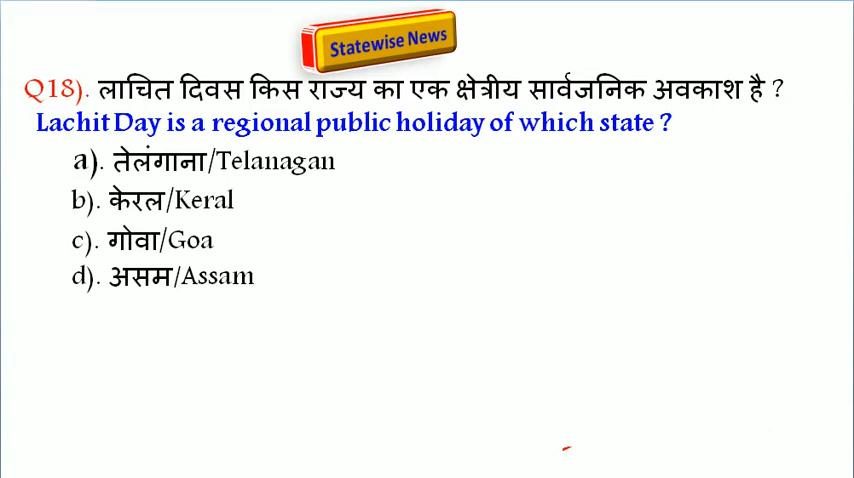 Statewise News
Q18). लाचित दिवस किस राज्य का एक क्षेत्रीय सार्वजनिक अवकाश है ?
Lachit Day is a regional public holiday of which state ?
a). तेलंगाना/Telanagan
b). केरल/Keral
c). गोवा/Goa
d). असम/Assam